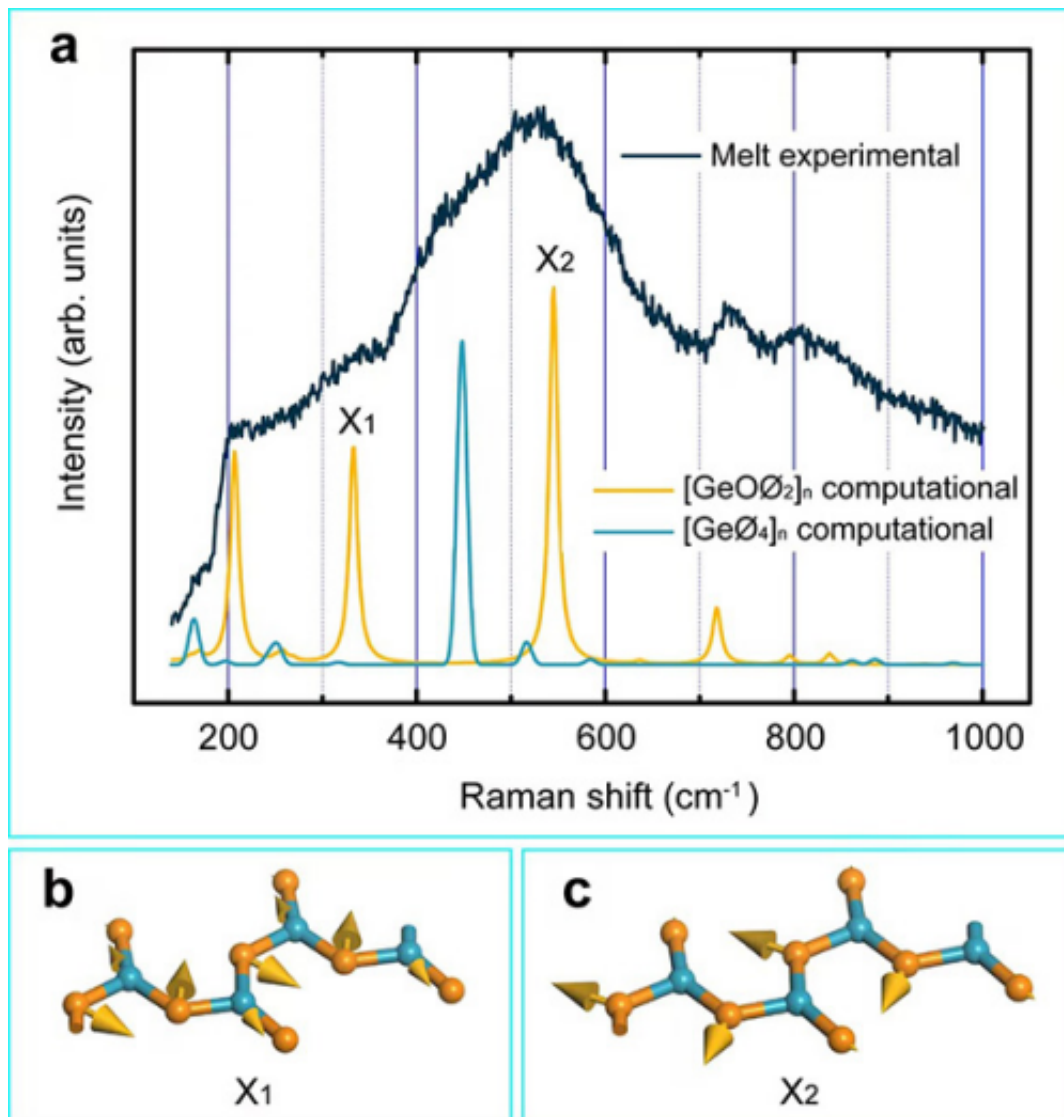 a
Melt experimental
X₂
X₁
[GeOØ₂]ₙ computational
[GeØ₄]ₙ computational
Intensity (arb. units)
200 400 600 800 1000
Raman shift (cm⁻¹)
b c
X₁ X₂